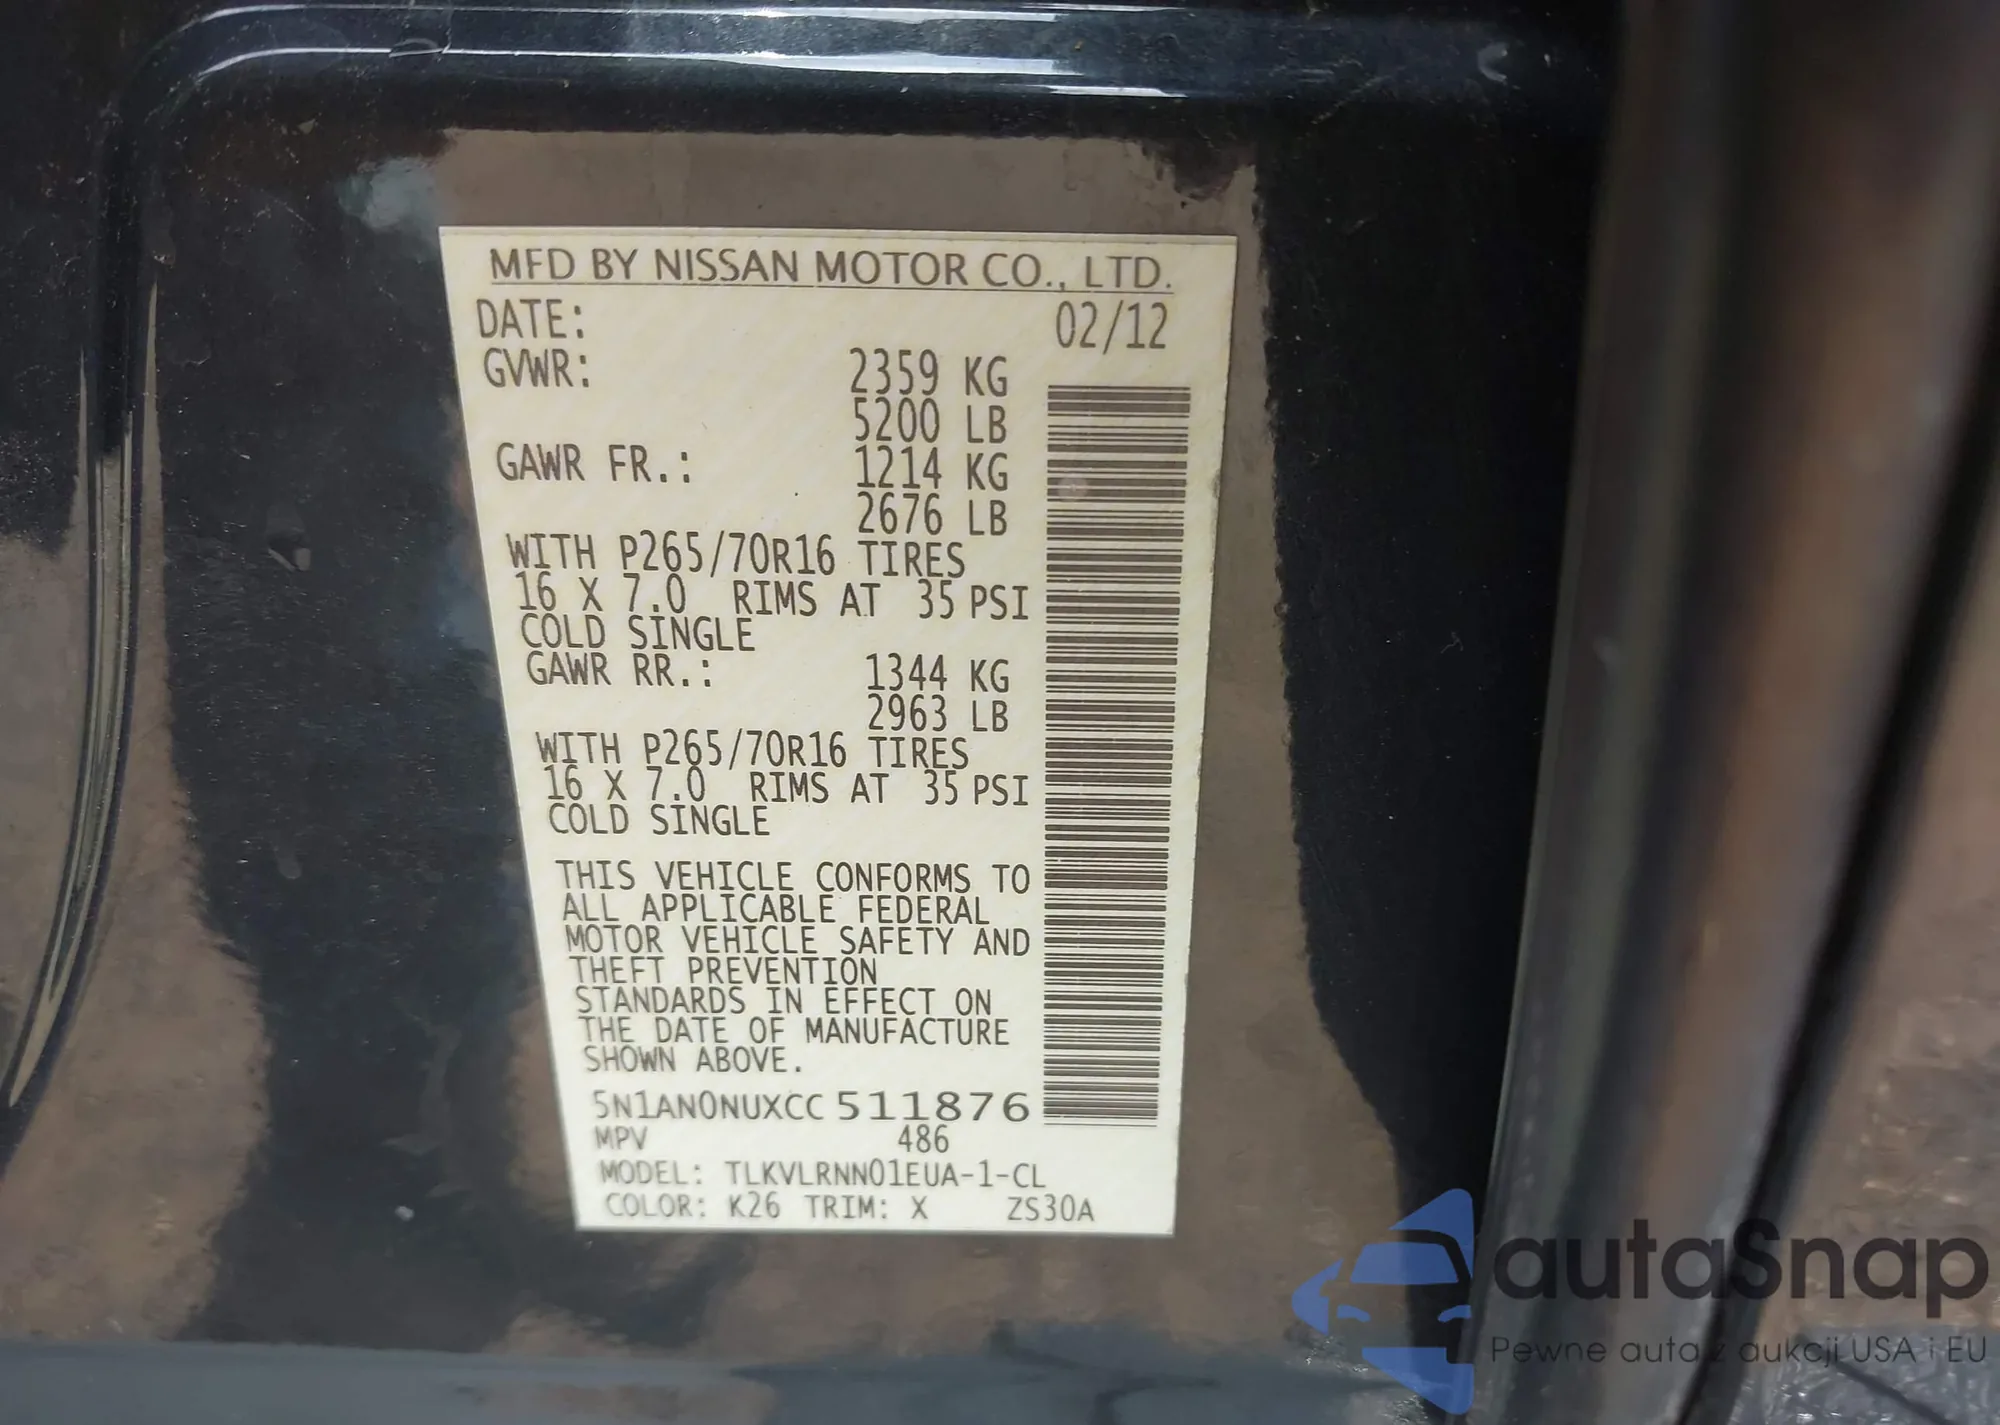 MFD BY NISSAN MOTOR CO., LTD.
DATE: 02/12
GVWR: 2359 KG
5200 LB
GAWR FR.: 1214 KG
2676 LB
WITH P265/70R16 TIRES
16 X 7.0 RIMS AT 35 PSI
COLD SINGLE
GAWR RR.: 1344 KG
2963 LB
WITH P265/70R16 TIRES
16 X 7.0 RIMS AT 35 PSI
COLD SINGLE
THIS VEHICLE CONFORMS TO
ALL APPLICABLE FEDERAL
MOTOR VEHICLE SAFETY AND
THEFT PREVENTION
STANDARDS IN EFFECT ON
THE DATE OF MANUFACTURE
SHOWN ABOVE.
5N1AN0NUXCC 511876
MPV 486
MODEL: TLKVLRNN01EUA-1-CL
COLOR: K26 TRIM: X ZS30A
autaSnap
Pewne auta z aukcji USA i EU